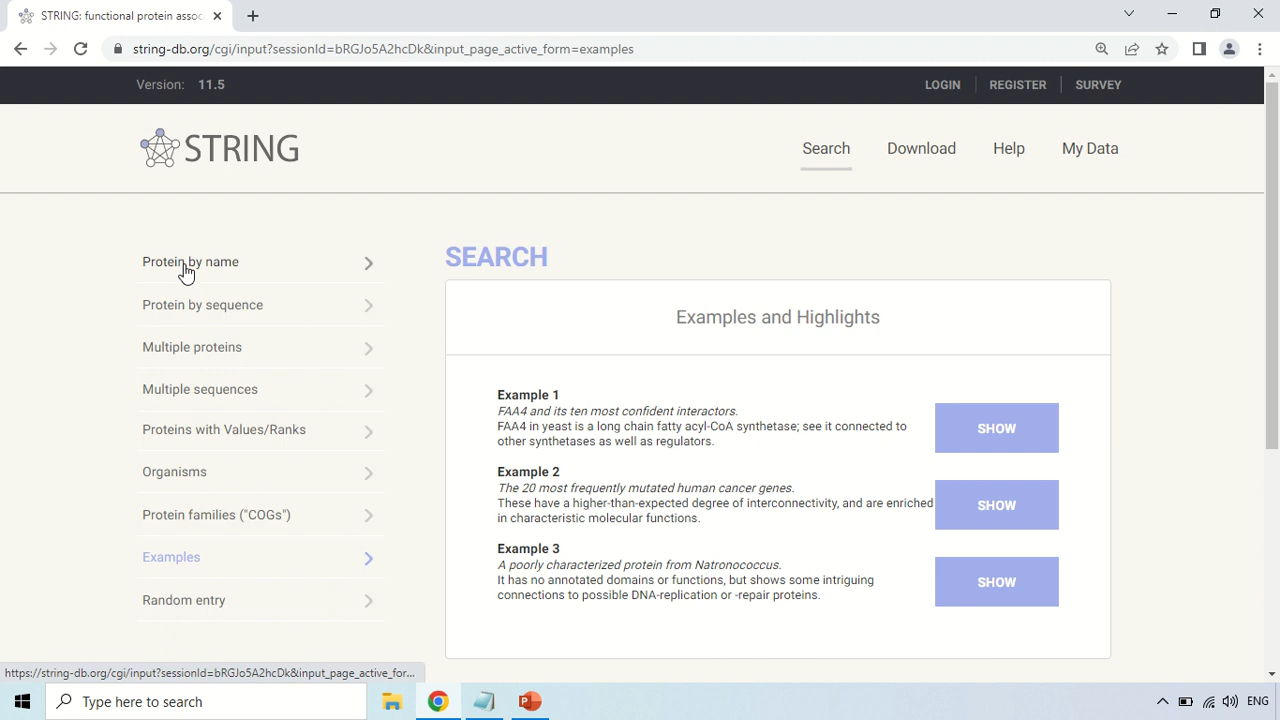 STRING: functional protein assoc
string-db.org/cgi/input?sessionId=bRGJo5A2hcDk&input_page_active_form=examples
Version: 11.5
LOGIN
REGISTER
SURVEY
STRING
Search
Download
Help
My Data
Protein by name
Protein by sequence
Multiple proteins
Multiple sequences
Proteins with Values/Ranks
Organisms
Protein families ("COGs")
Examples
Random entry
SEARCH
Examples and Highlights
Example 1
FAA4 and its ten most confident interactors.
FAA4 in yeast is a long chain fatty acyl-CoA synthetase; see it connected to
other synthetases as well as regulators.
SHOW
Example 2
The 20 most frequently mutated human cancer genes.
These have a higher-than-expected degree of interconnectivity, and are enriched
in characteristic molecular functions.
SHOW
Example 3
A poorly characterized protein from Natronococcus.
It has no annotated domains or functions, but shows some intriguing
connections to possible DNA-replication or -repair proteins.
SHOW
https://string-db.org/cgi/input?sessionId=bRGJo5A2hcDk&input_page_active_for...
Type here to search
ENG